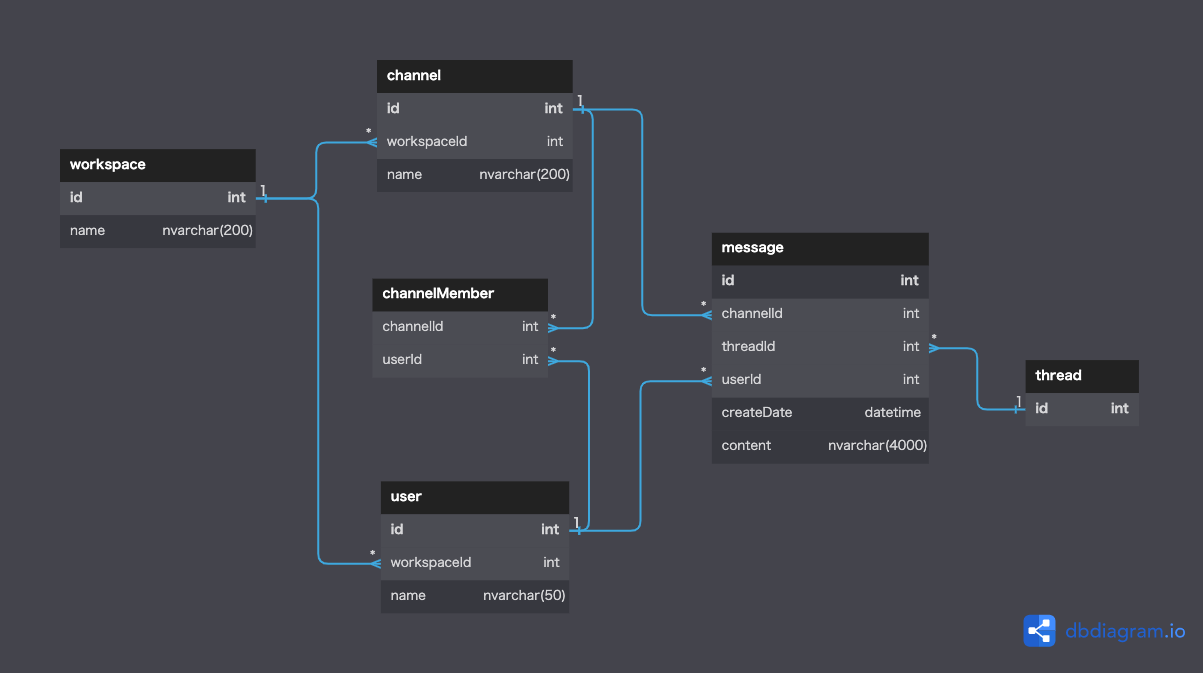 workspace
id int
name nvarchar(200)
1
channel
id int
workspaceId int
name nvarchar(200)
*
1
channelMember
channelId int
userId int
*
*
user
id int
workspaceId int
name nvarchar(50)
*
1
message
id int
channelId int
threadId int
userId int
createDate datetime
content nvarchar(4000)
*
*
*
thread
id int
1
dbdiagram.io